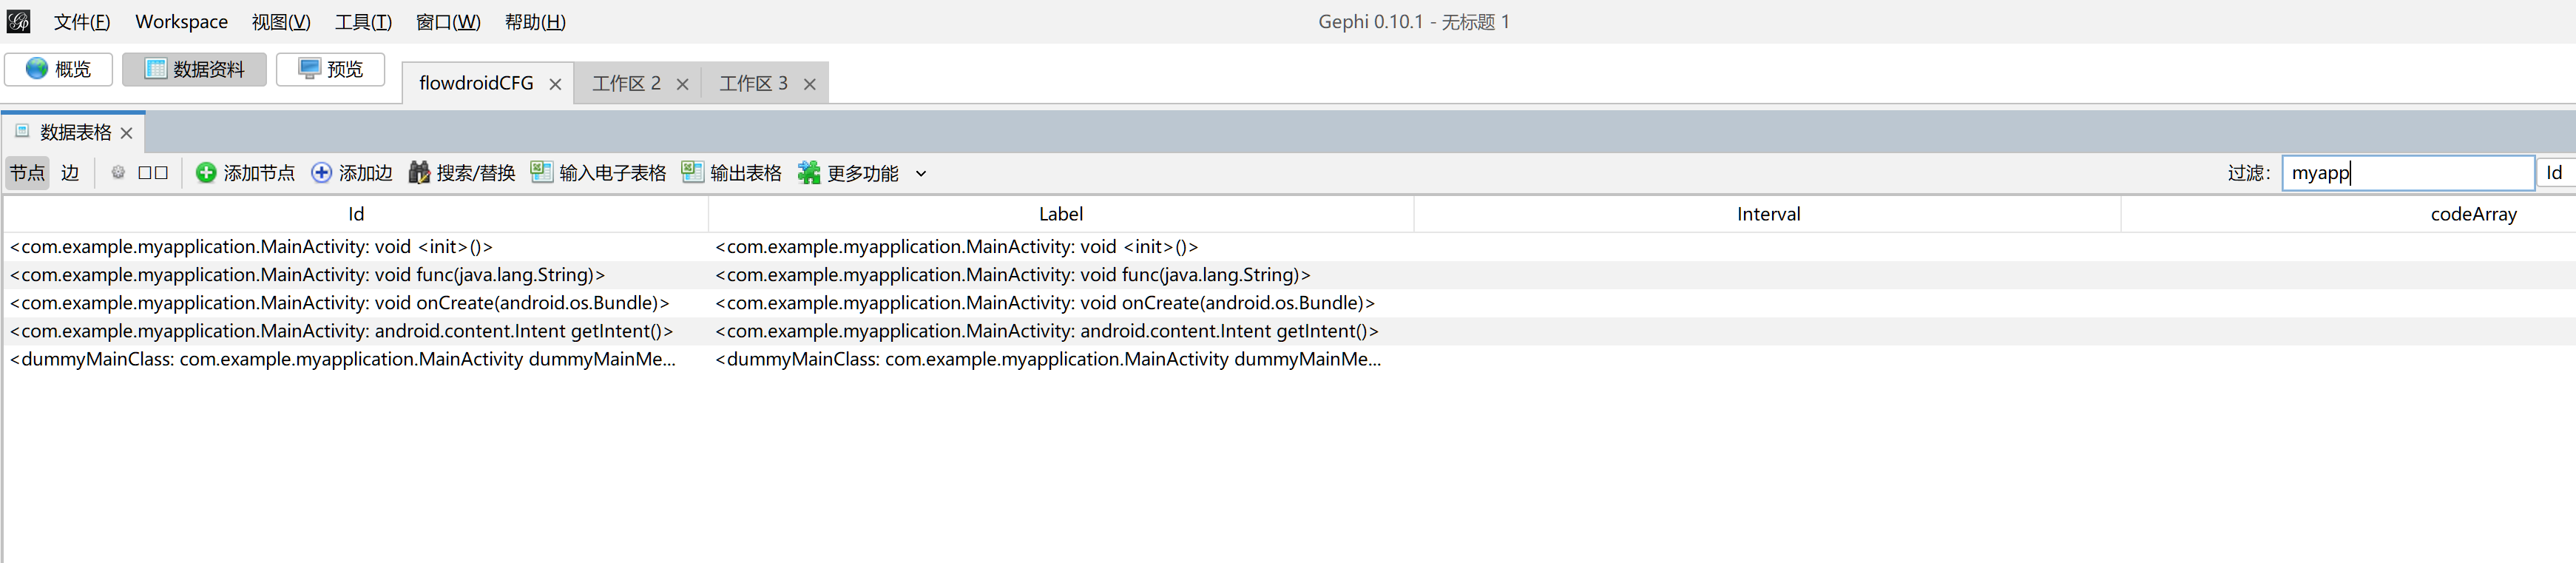 文件(F) Workspace 视图(V) 工具(T) 窗口(W) 帮助(H) Gephi 0.10.1 - 无标题 1
概览 数据资料 预览 flowdroidCFG 工作区 2 工作区 3
数据表格
节点 边 添加节点 添加边 搜索/替换 输入电子表格 输出表格 更多功能 过滤: myapp Id
Id Label Interval codeArray
<com.example.myapplication.MainActivity: void <init>()> <com.example.myapplication.MainActivity: void <init>()>
<com.example.myapplication.MainActivity: void func(java.lang.String)> <com.example.myapplication.MainActivity: void func(java.lang.String)>
<com.example.myapplication.MainActivity: void onCreate(android.os.Bundle)> <com.example.myapplication.MainActivity: void onCreate(android.os.Bundle)>
<com.example.myapplication.MainActivity: android.content.Intent getIntent()> <com.example.myapplication.MainActivity: android.content.Intent getIntent()>
<dummyMainClass: com.example.myapplication.MainActivity dummyMainMe... <dummyMainClass: com.example.myapplication.MainActivity dummyMainMe...